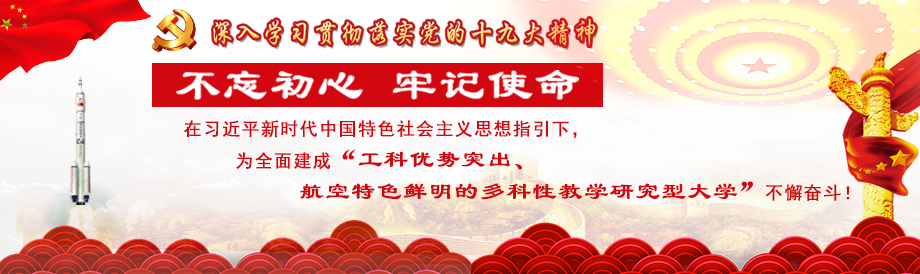 深入学习贯彻落实党的十九大精神
不忘初心 牢记使命
在习近平新时代中国特色社会主义思想指引下，
为全面建成“工科优势突出、
航空特色鲜明的多科性教学研究型大学”不懈奋斗！